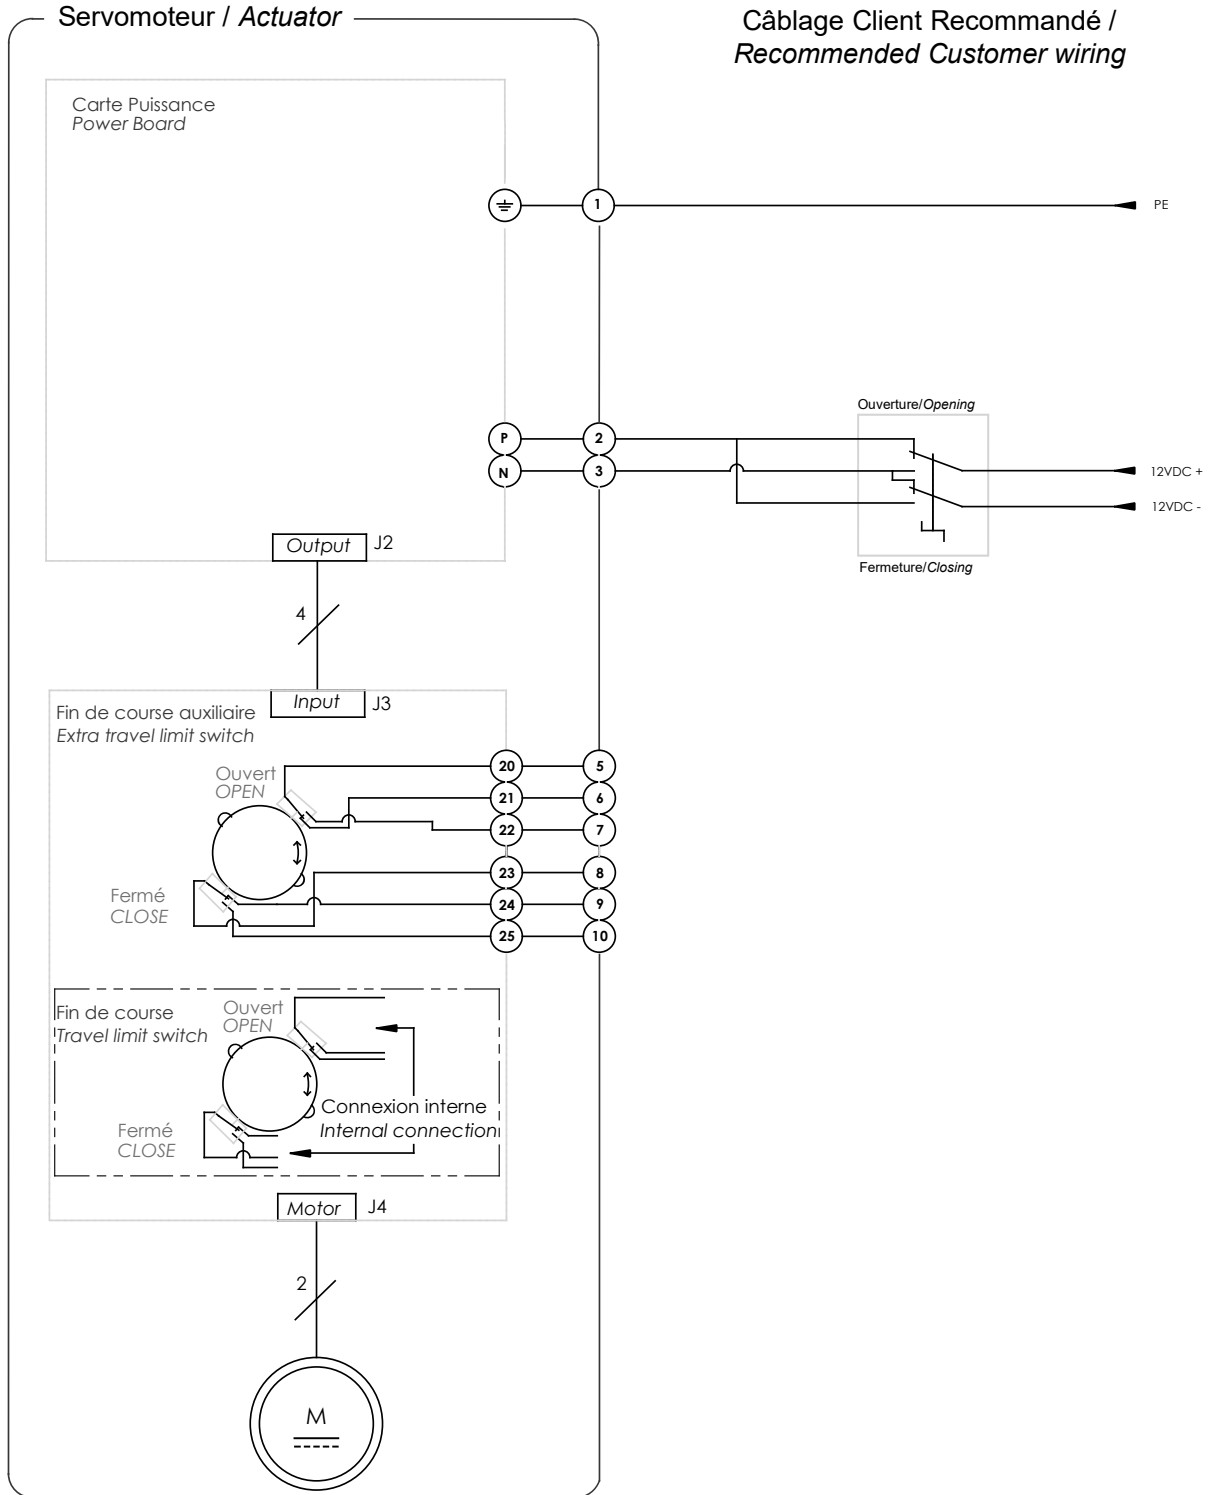 Servomoteur / Actuator
Câblage Client Recommandé /
Recommended Customer wiring
Carte Puissance
Power Board
1
PE
Ouverture/Opening
P
2
N
3
12VDC +
12VDC -
Fermeture/Closing
Output
J2
4
Input
J3
Fin de course auxiliaire
Extra travel limit switch
Ouvert
OPEN
20
5
21
6
22
7
Fermé
CLOSE
23
8
24
9
25
10
Fin de course
Travel limit switch
Ouvert
OPEN
Connexion interne
Internal connection
Fermé
CLOSE
Motor
J4
2
M